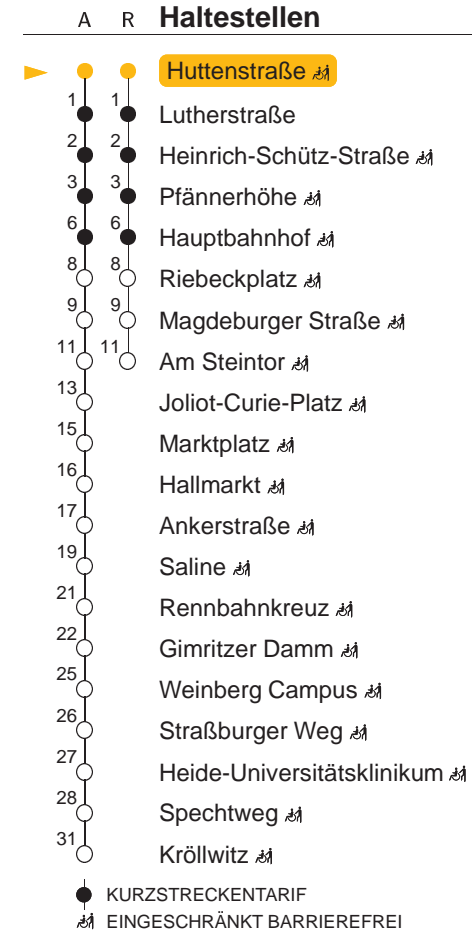 A R Haltestellen
Huttenstraße
1 1 Lutherstraße
2 2 Heinrich-Schütz-Straße
3 3 Pfännerhöhe
6 6 Hauptbahnhof
8 8 Riebeckplatz
9 9 Magdeburger Straße
11 11 Am Steintor
13 Joliot-Curie-Platz
15 Marktplatz
16 Hallmarkt
17 Ankerstraße
19 Saline
21 Rennbahnkreuz
22 Gimritzer Damm
25 Weinberg Campus
26 Straßburger Weg
27 Heide-Universitätsklinikum
28 Spechtweg
31 Kröllwitz
KURZSTRECKENTARIF
EINGESCHRÄNKT BARRIEREFREI